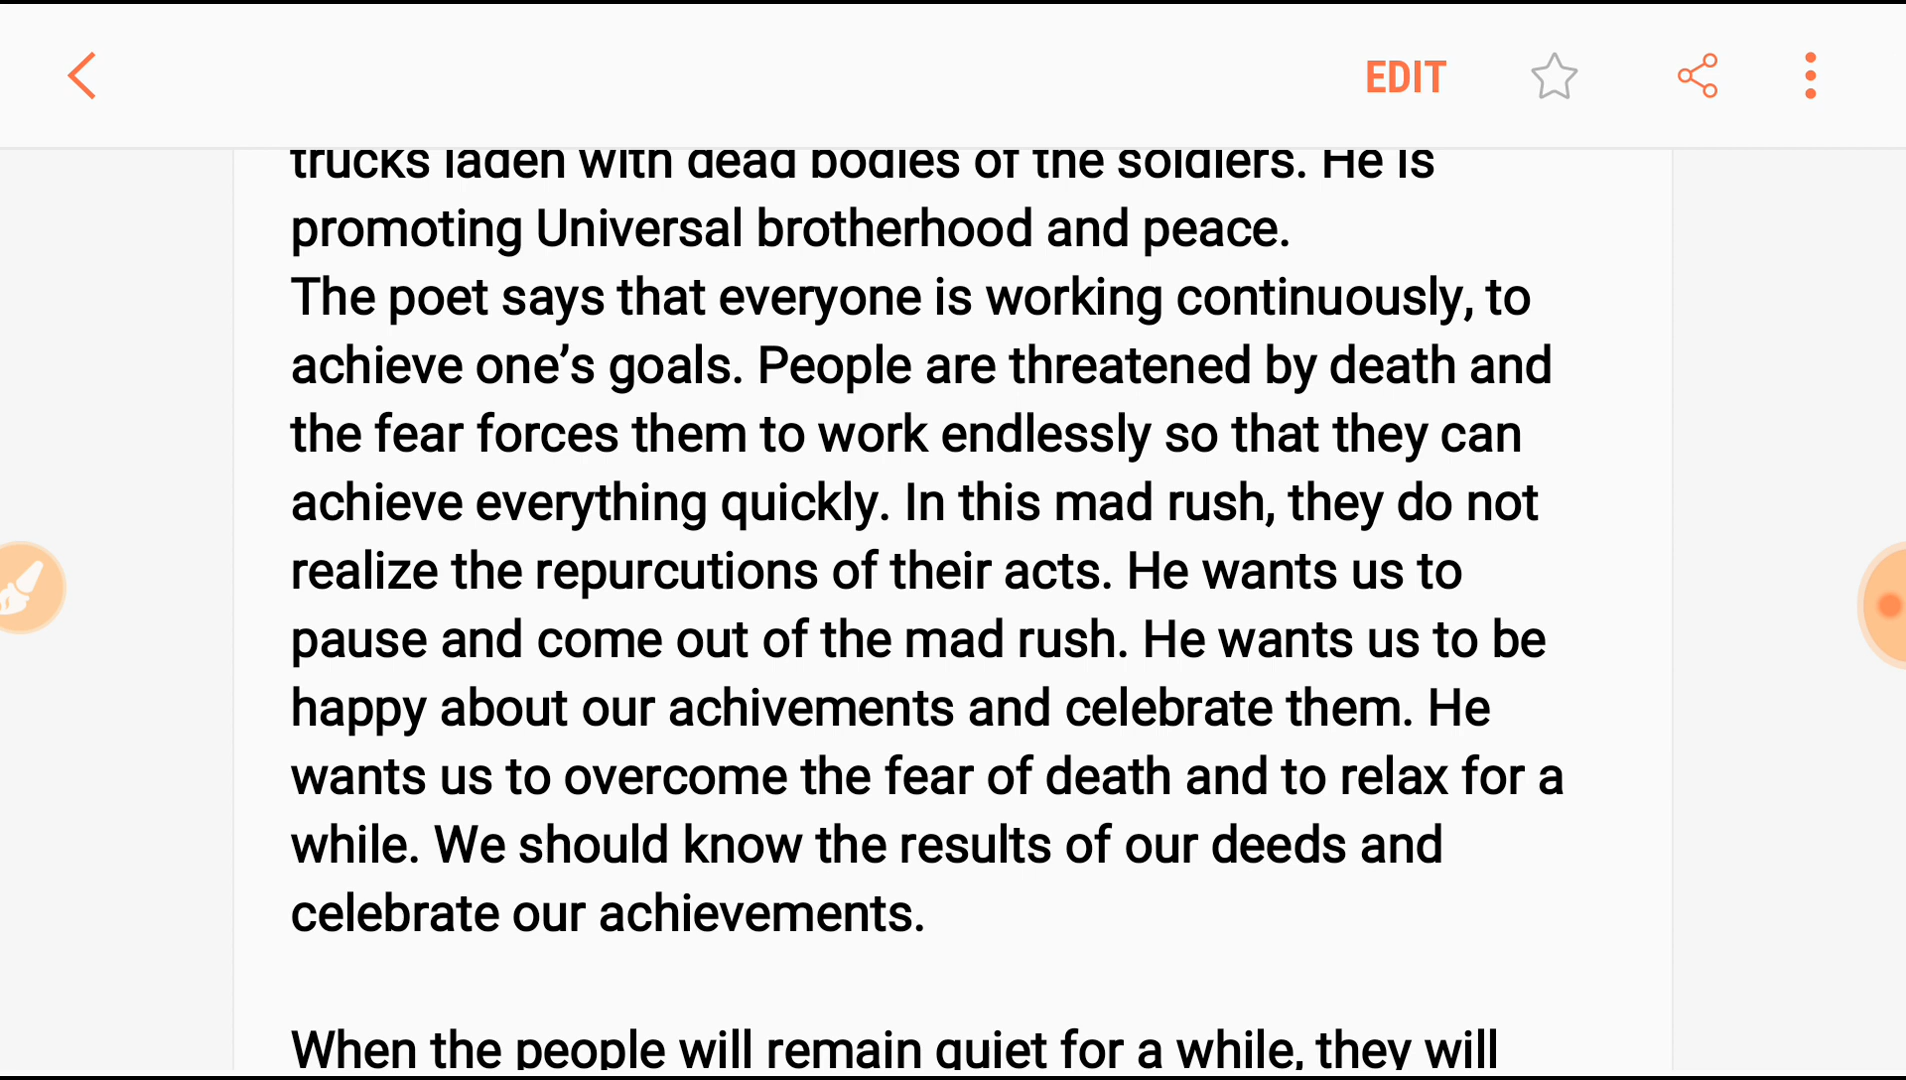 EDIT
trucks laden with dead bodies of the soldiers. He is
promoting Universal brotherhood and peace.
The poet says that everyone is working continuously, to
achieve one’s goals. People are threatened by death and
the fear forces them to work endlessly so that they can
achieve everything quickly. In this mad rush, they do not
realize the repurcutions of their acts. He wants us to
pause and come out of the mad rush. He wants us to be
happy about our achivements and celebrate them. He
wants us to overcome the fear of death and to relax for a
while. We should know the results of our deeds and
celebrate our achievements.
When the people will remain quiet for a while, they will